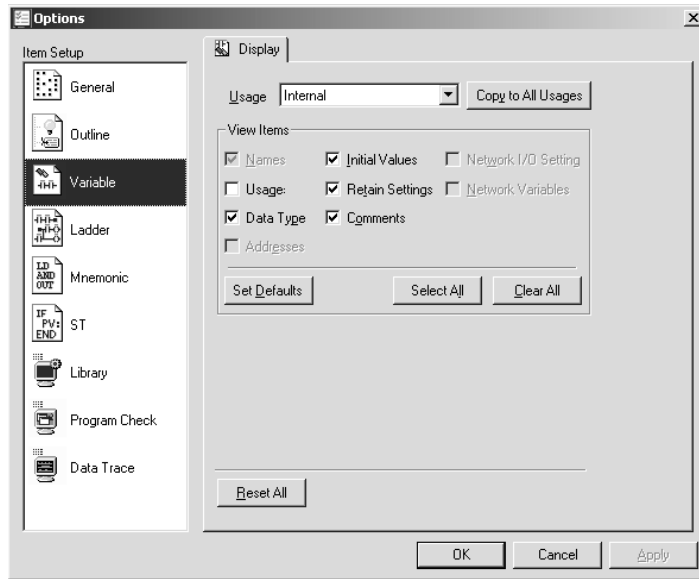 Options
Item Setup
General
Outline
Variable
Ladder
LD
AND
OUT
Mnemonic
IF
PV:
END
ST
Library
Program Check
Data Trace
Display
Usage Internal Copy to All Usages
View Items
Names Initial Values Network I/O Setting
Usage: Retain Settings Network Variables
Data Type Comments
Addresses
Set Defaults Select All Clear All
Reset All
OK Cancel Apply